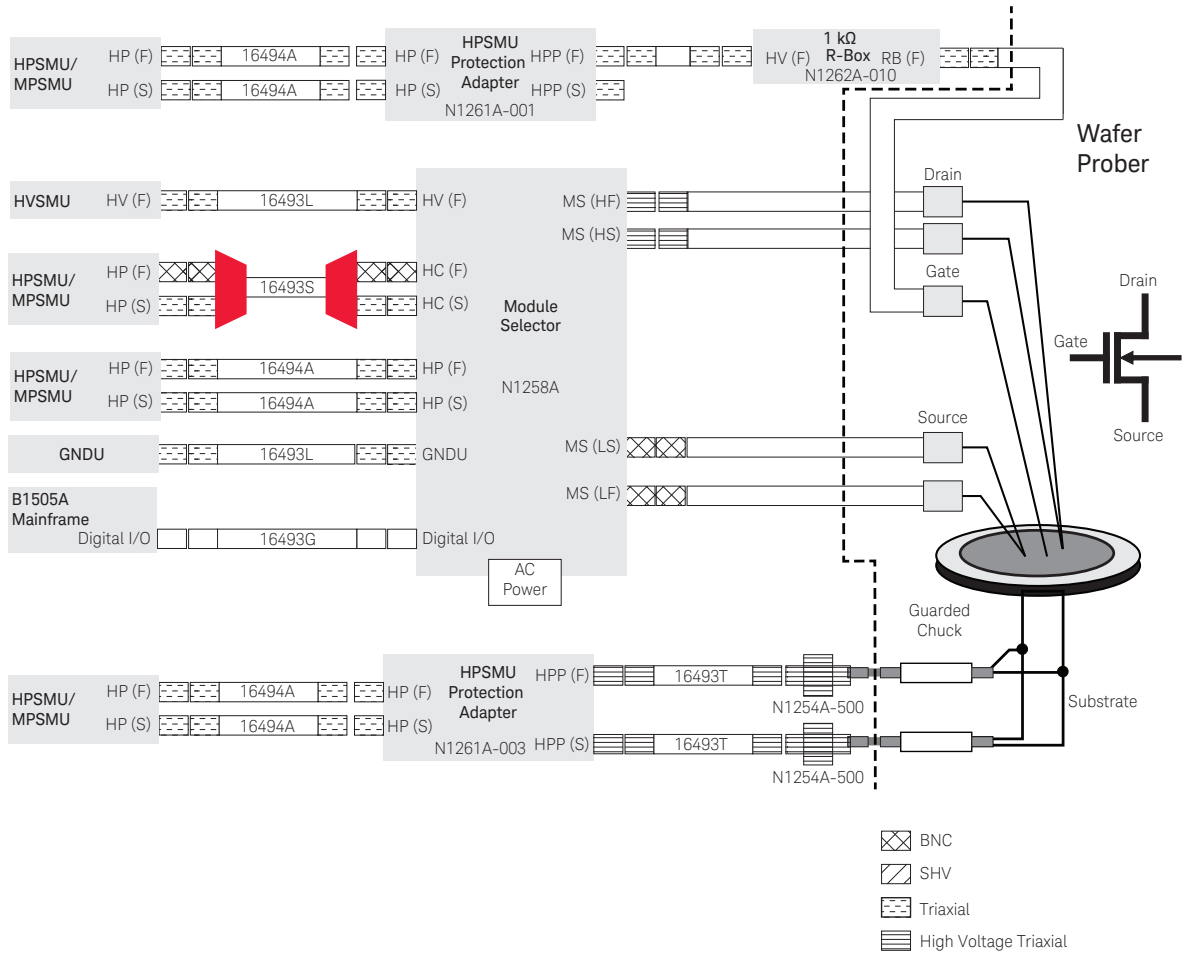 HPSMU/
MPSMU
HP (F)
16494A
HP (S)
16494A
HP (F)
HP (S)
HPSMU
Protection
Adapter
N1261A-001
HPP (F)
HPP (S)
1 kΩ
HV (F)
R-Box
RB (F)
N1262A-010
Wafer
Prober
HVSMU
HV (F)
16493L
HV (F)
HPSMU/
MPSMU
HP (F)
HP (S)
16493S
HC (F)
HC (S)
HPSMU/
MPSMU
HP (F)
16494A
HP (F)
HP (S)
16494A
HP (S)
GNDU
16493L
GNDU
B1505A
Mainframe
Digital I/O
16493G
Digital I/O
Module
Selector
N1258A
MS (HF)
MS (HS)
MS (LS)
MS (LF)
AC
Power
Drain
Gate
Source
Drain
Gate
Source
Guarded
Chuck
Substrate
HPSMU/
MPSMU
HP (F)
16494A
HP (F)
HP (S)
16494A
HP (S)
HPSMU
Protection
Adapter
N1261A-003
HPP (F)
16493T
N1254A-500
HPP (S)
16493T
N1254A-500
BNC
SHV
Triaxial
High Voltage Triaxial